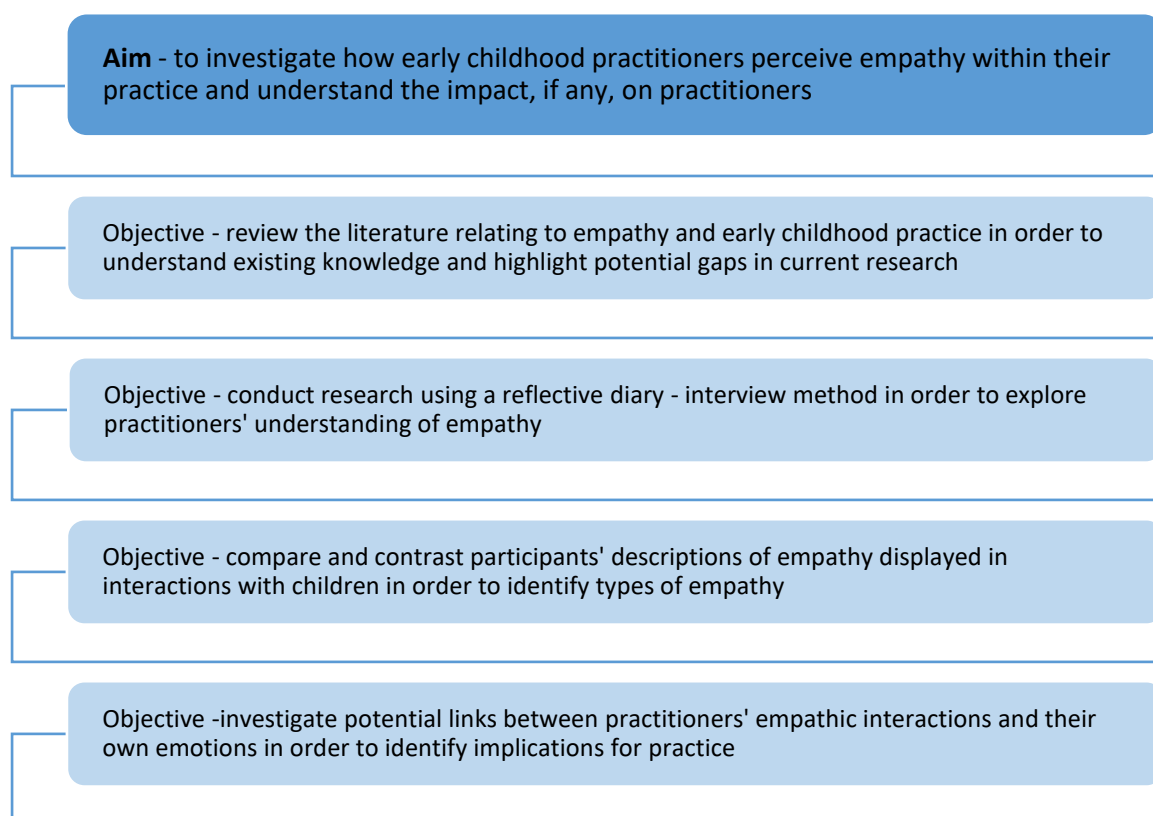 Aim - to investigate how early childhood practitioners perceive empathy within their
practice and understand the impact, if any, on practitioners
Objective - review the literature relating to empathy and early childhood practice in order to
understand existing knowledge and highlight potential gaps in current research
Objective - conduct research using a reflective diary - interview method in order to explore
practitioners' understanding of empathy
Objective - compare and contrast participants' descriptions of empathy displayed in
interactions with children in order to identify types of empathy
Objective -investigate potential links between practitioners' empathic interactions and their
own emotions in order to identify implications for practice